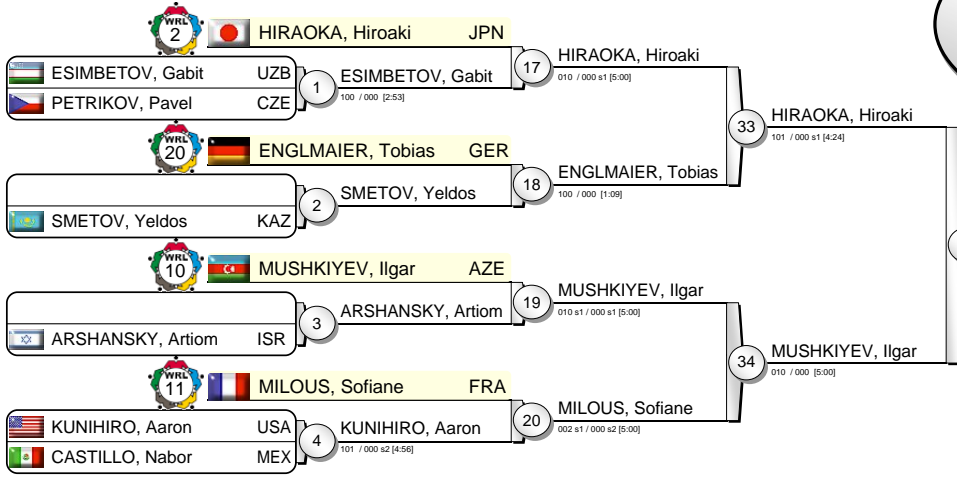 WRL
2
HIRAOKA, Hiroaki JPN
ESIMBETOV, Gabit UZB
PETRIKOV, Pavel CZE
1
ESIMBETOV, Gabit
100 / 000 [2:53]
17
HIRAOKA, Hiroaki
010 / 000 s1 [5:00]
WRL
20
ENGLMAIER, Tobias GER
SMETOV, Yeldos KAZ
2
SMETOV, Yeldos
18
ENGLMAIER, Tobias
100 / 000 [1:09]
33
HIRAOKA, Hiroaki
101 / 000 s1 [4:24]
WRL
10
MUSHKIYEV, Ilgar AZE
ARSHANSKY, Artiom ISR
3
ARSHANSKY, Artiom
19
MUSHKIYEV, Ilgar
010 s1 / 000 s1 [5:00]
WRL
11
MILOUS, Sofiane FRA
KUNIHIRO, Aaron USA
CASTILLO, Nabor MEX
4
KUNIHIRO, Aaron
101 / 000 s2 [4:56]
20
MILOUS, Sofiane
002 s1 / 000 s2 [5:00]
34
MUSHKIYEV, Ilgar
010 / 000 [5:00]